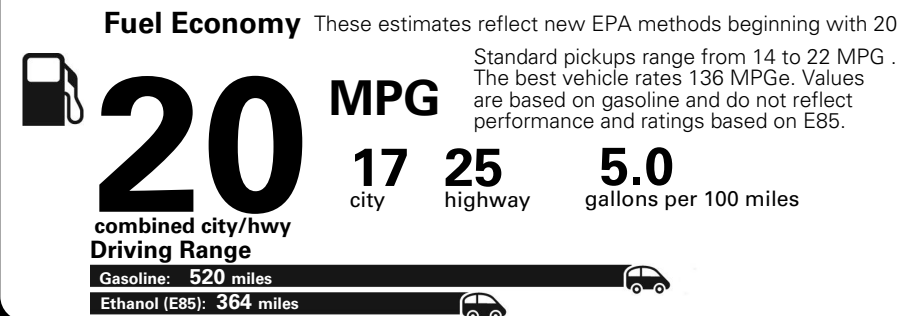 Fuel Economy These estimates reflect new EPA methods beginning with 20
Standard pickups range from 14 to 22 MPG .
The best vehicle rates 136 MPGe. Values
are based on gasoline and do not reflect
performance and ratings based on E85.
20 MPG
combined city/hwy
17 city
25 highway
5.0 gallons per 100 miles
Driving Range
Gasoline: 520 miles
Ethanol (E85): 364 miles